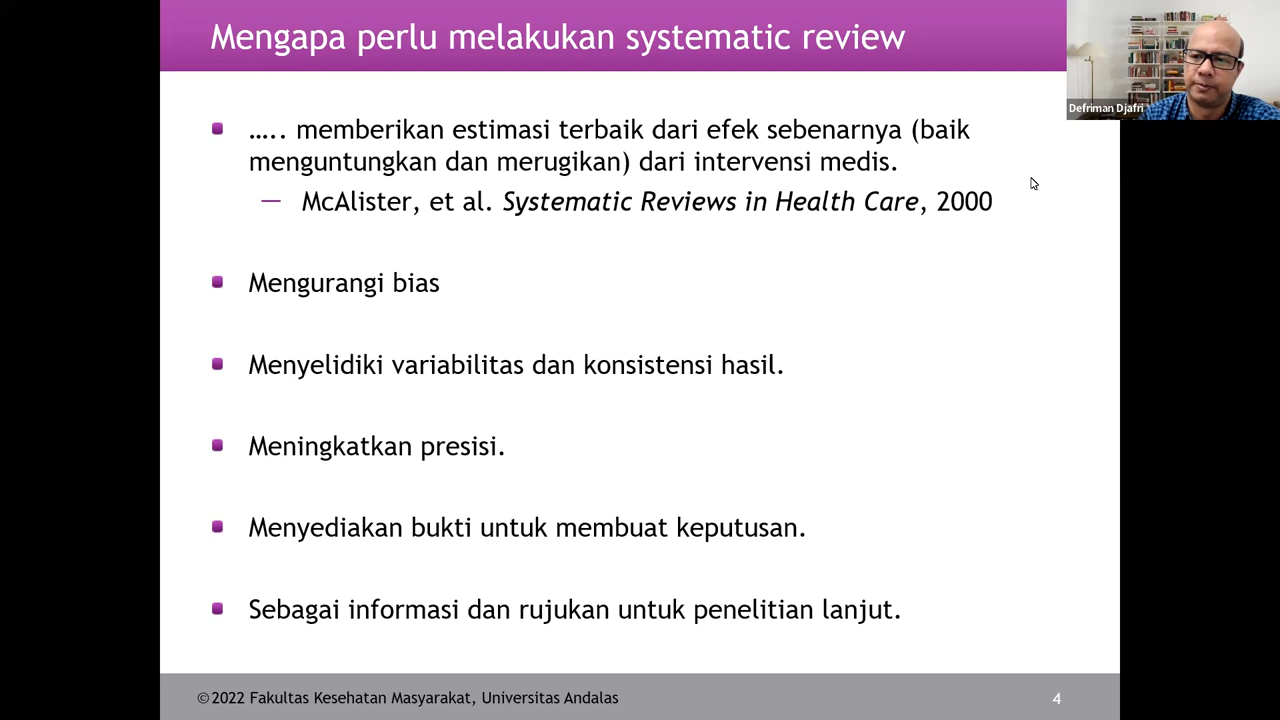 Mengapa perlu melakukan systematic review
Defriman Djafri
….. memberikan estimasi terbaik dari efek sebenarnya (baik
menguntungkan dan merugikan) dari intervensi medis.
— McAlister, et al. Systematic Reviews in Health Care, 2000
Mengurangi bias
Menyelidiki variabilitas dan konsistensi hasil.
Meningkatkan presisi.
Menyediakan bukti untuk membuat keputusan.
Sebagai informasi dan rujukan untuk penelitian lanjut.
©2022 Fakultas Kesehatan Masyarakat, Universitas Andalas
4